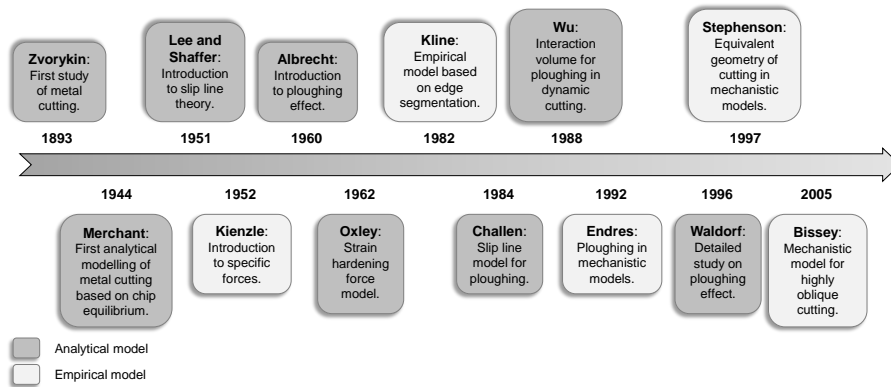 Zvorykin:
First study
of metal
cutting.
Lee and
Shaffer:
Introduction
to slip line
theory.
Albrecht:
Introduction
to ploughing
effect.
Kline:
Empirical
model based
on edge
segmentation.
Wu:
Interaction
volume for
ploughing in
dynamic
cutting.
Stephenson:
Equivalent
geometry of
cutting in
mechanistic
models.
1893
1951
1960
1982
1988
1997
1944
1952
1962
1984
1992
1996
2005
Merchant:
First analytical
modelling of
metal cutting
based on chip
equilibrium.
Kienzle:
Introduction
to specific
forces.
Oxley:
Strain
hardening
force
model.
Challen:
Slip line
model for
ploughing.
Endres:
Ploughing in
mechanistic
models.
Waldorf:
Detailed
study on
ploughing
effect.
Bissey:
Mechanistic
model for
highly
oblique
cutting.
Analytical model
Empirical model